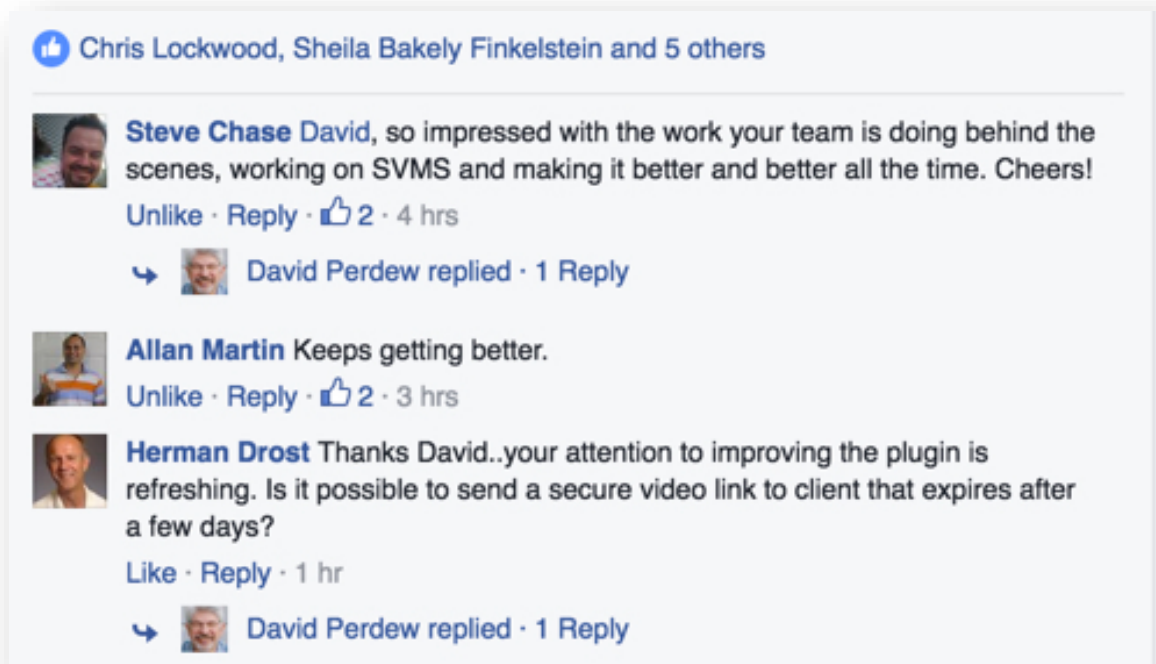 Chris Lockwood, Sheila Bakely Finkelstein and 5 others
Steve Chase David, so impressed with the work your team is doing behind the
scenes, working on SVMS and making it better and better all the time. Cheers!
Unlike · Reply · 2 · 4 hrs
David Perdew replied · 1 Reply
Allan Martin Keeps getting better.
Unlike · Reply · 2 · 3 hrs
Herman Drost Thanks David..your attention to improving the plugin is
refreshing. Is it possible to send a secure video link to client that expires after
a few days?
Like · Reply · 1 hr
David Perdew replied · 1 Reply